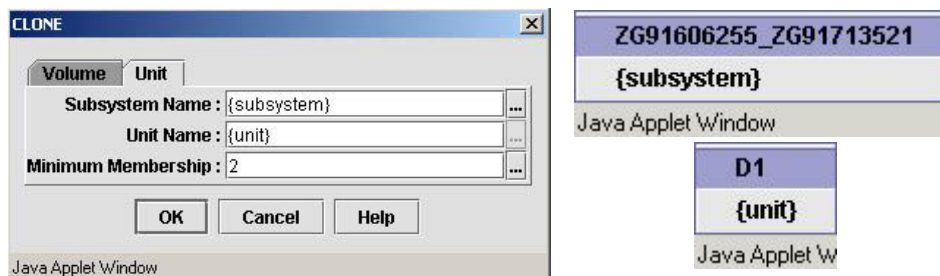 CLONE
Volume Unit
Subsystem Name : {subsystem} ...
Unit Name : {unit} ...
Minimum Membership : 2 ...
OK Cancel Help
Java Applet Window
ZG91606255_ZG91713521
{subsystem}
Java Applet Window
D1
{unit}
Java Applet W